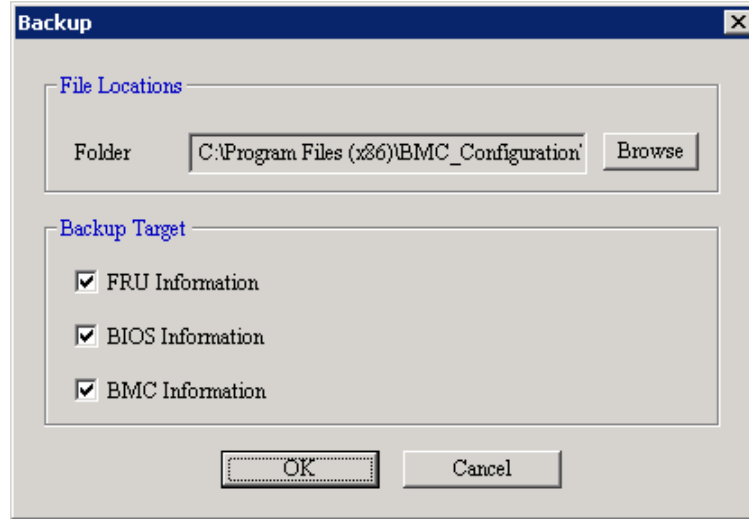 Backup
File Locations
Folder C:\Program Files (x86)\BMC_Configuration Browse
Backup Target
FRU Information
BIOS Information
BMC Information
OK Cancel